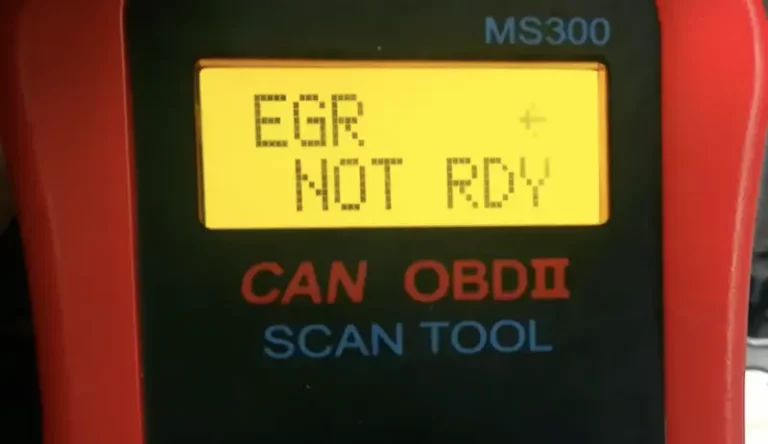 MS300
EGR ←
NOT RDY
CAN OBDII
SCAN TOOL